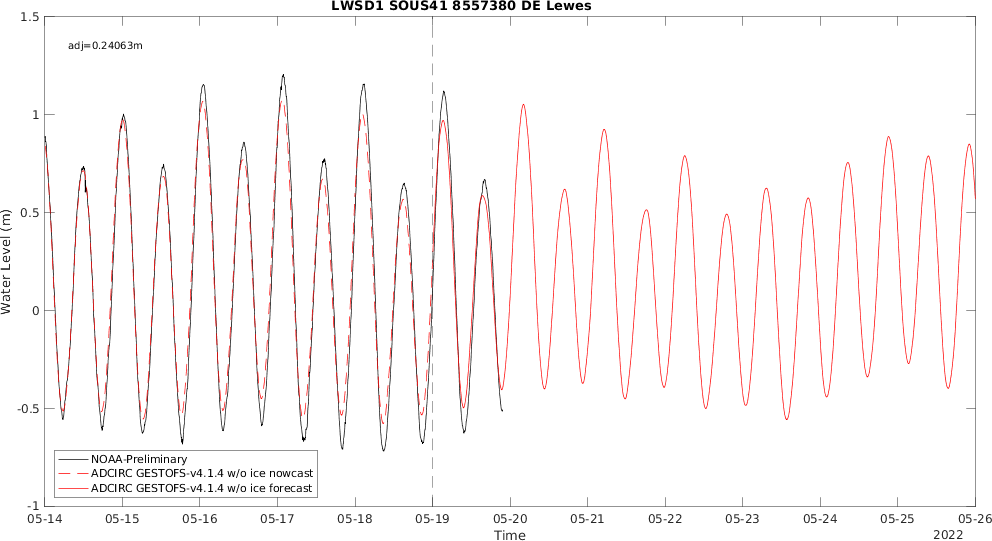 LWSD1 SOUS41 8557380 DE Lewes
adj=0.24063m
1.5
1
0.5
0
-0.5
-1
Water Level (m)
NOAA-Preliminary
ADCIRC GESTOFS-v4.1.4 w/o ice nowcast
ADCIRC GESTOFS-v4.1.4 w/o ice forecast
05-14 05-15 05-16 05-17 05-18 05-19 05-20 05-21 05-22 05-23 05-24 05-25 05-26
Time
2022